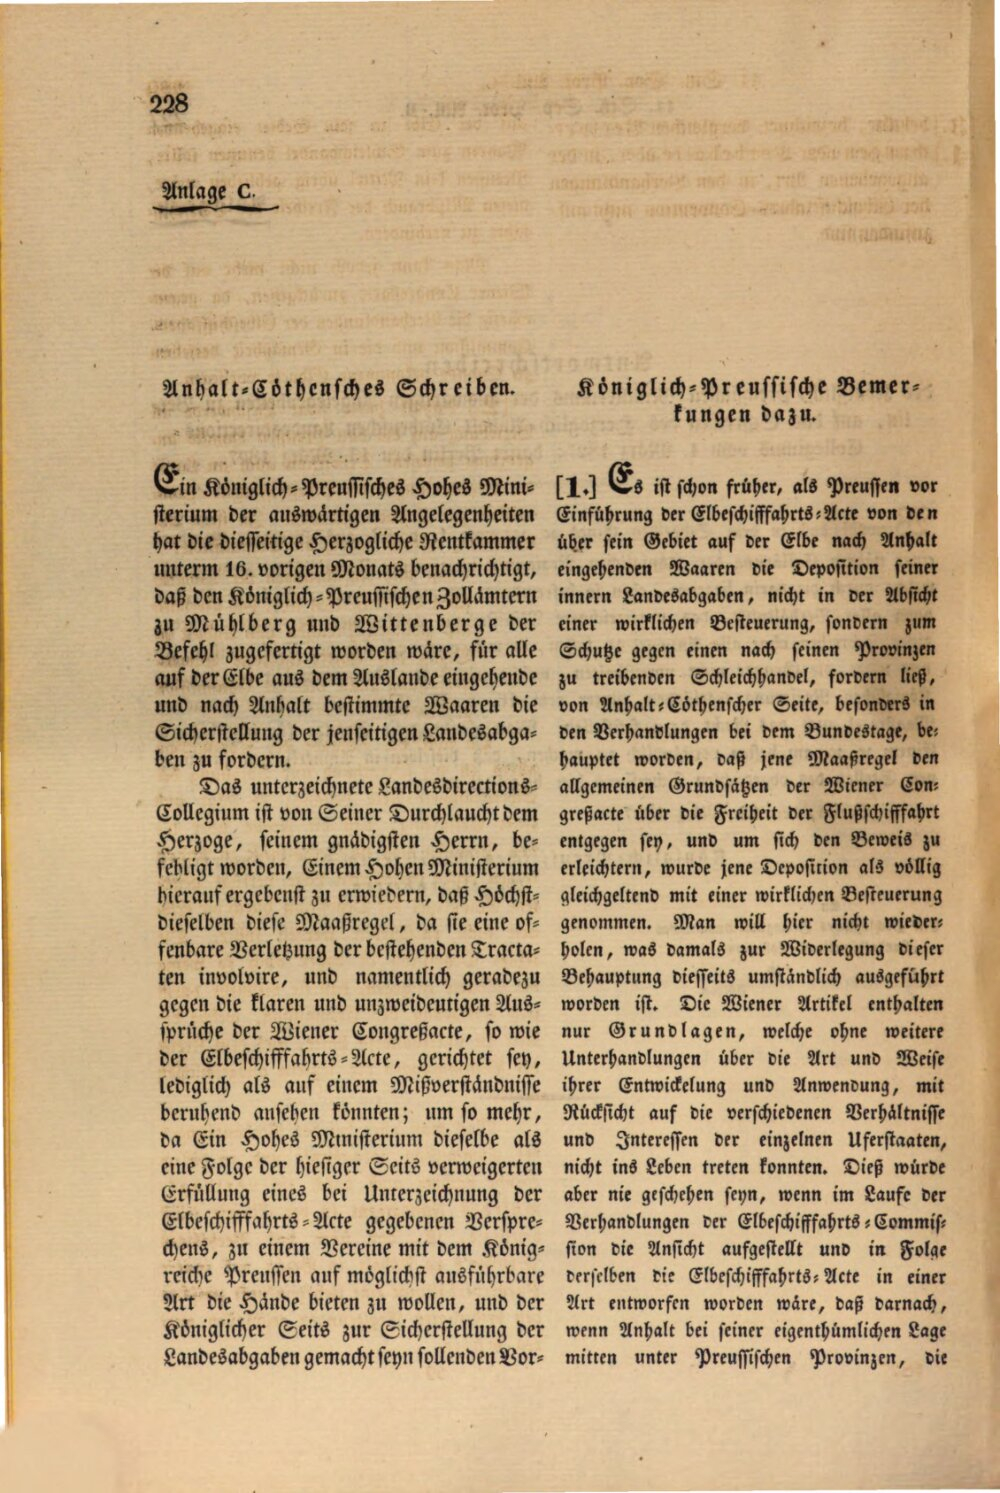 228
Anlage C.
Anhalt-Cöthensches Schreiben.
Ein Königlich-Preussisches Hohes Mini-
sterium der auswärtigen Angelegenheiten
hat die diesseitige Herzogliche Rentkammer
unterm 16. vorigen Monats benachrichtigt,
daß den Königlich-Preussischen Zollämtern
zu Mühlberg und Wittenberge der
Befehl zugefertigt worden wäre, für alle
auf der Elbe aus dem Auslande eingehende
und nach Anhalt bestimmte Waaren die
Sicherstellung der jenseitigen Landesabga-
ben zu fordern.
Das unterzeichnete Landesdirections-
Collegium ist von Seiner Durchlaucht dem
Herzoge, seinem gnädigsten Herrn, be-
fehligt worden, Einem Hohen Ministerium
hierauf ergebenst zu erwiedern, daß Höchst-
dieselben diese Maaßregel, da sie eine of-
fenbare Verletzung der bestehenden Tracta-
ten involvire, und namentlich geradezu
gegen die klaren und unzweideutigen Aus-
sprüche der Wiener Congreßacte, so wie
der Elbeschifffahrts-Acte, gerichtet sey,
lediglich als auf einem Mißverständnisse
beruhend ansehen könnten; um so mehr,
da Ein Hohes Ministerium dieselbe als
eine Folge der hiesiger Seits verweigerten
Erfüllung eines bei Unterzeichnung der
Elbeschifffahrts-Acte gegebenen Verspre-
chens, zu einem Vereine mit dem König-
reiche Preussen auf möglichst ausführbare
Art die Hände bieten zu wollen, und der
Königlicher Seits zur Sicherstellung der
Landesabgaben gemacht seyn sollenden Vor-
Königlich-Preussische Bemer-
kungen dazu.
[1.] Es ist schon früher, als Preussen vor
Einführung der Elbeschifffahrts-Acte von den
über sein Gebiet auf der Elbe nach Anhalt
eingehenden Waaren die Deposition seiner
innern Landesabgaben, nicht in der Absicht
einer wirklichen Besteuerung, sondern zum
Schutze gegen einen nach seinen Provinzen
zu treibenden Schleichhandel, fordern ließ,
von Anhalt-Cöthenscher Seite, besonders in
den Verhandlungen bei dem Bundestage, be-
hauptet worden, daß jene Maaßregel den
allgemeinen Grundsätzen der Wiener Con-
greßacte über die Freiheit der Flußschifffahrt
entgegen sey, und um sich den Beweis zu
erleichtern, wurde jene Deposition als völlig
gleichgeltend mit einer wirklichen Besteuerung
genommen. Man will hier nicht wieder-
holen, was damals zur Widerlegung dieser
Behauptung diesseits umständlich ausgeführt
worden ist. Die Wiener Artikel enthalten
nur Grundlagen, welche ohne weitere
Unterhandlungen über die Art und Weise
ihrer Entwickelung und Anwendung, mit
Rücksicht auf die verschiedenen Verhältnisse
und Interessen der einzelnen Uferstaaten,
nicht ins Leben treten konnten. Dieß würde
aber nie geschehen seyn, wenn im Laufe der
Verhandlungen der Elbeschifffahrts-Commis-
sion die Ansicht aufgestellt und in Folge
derselben die Elbeschifffahrts-Acte in einer
Art entworfen worden wäre, daß darnach,
wenn Anhalt bei seiner eigenthümlichen Lage
mitten unter Preussischen Provinzen, die